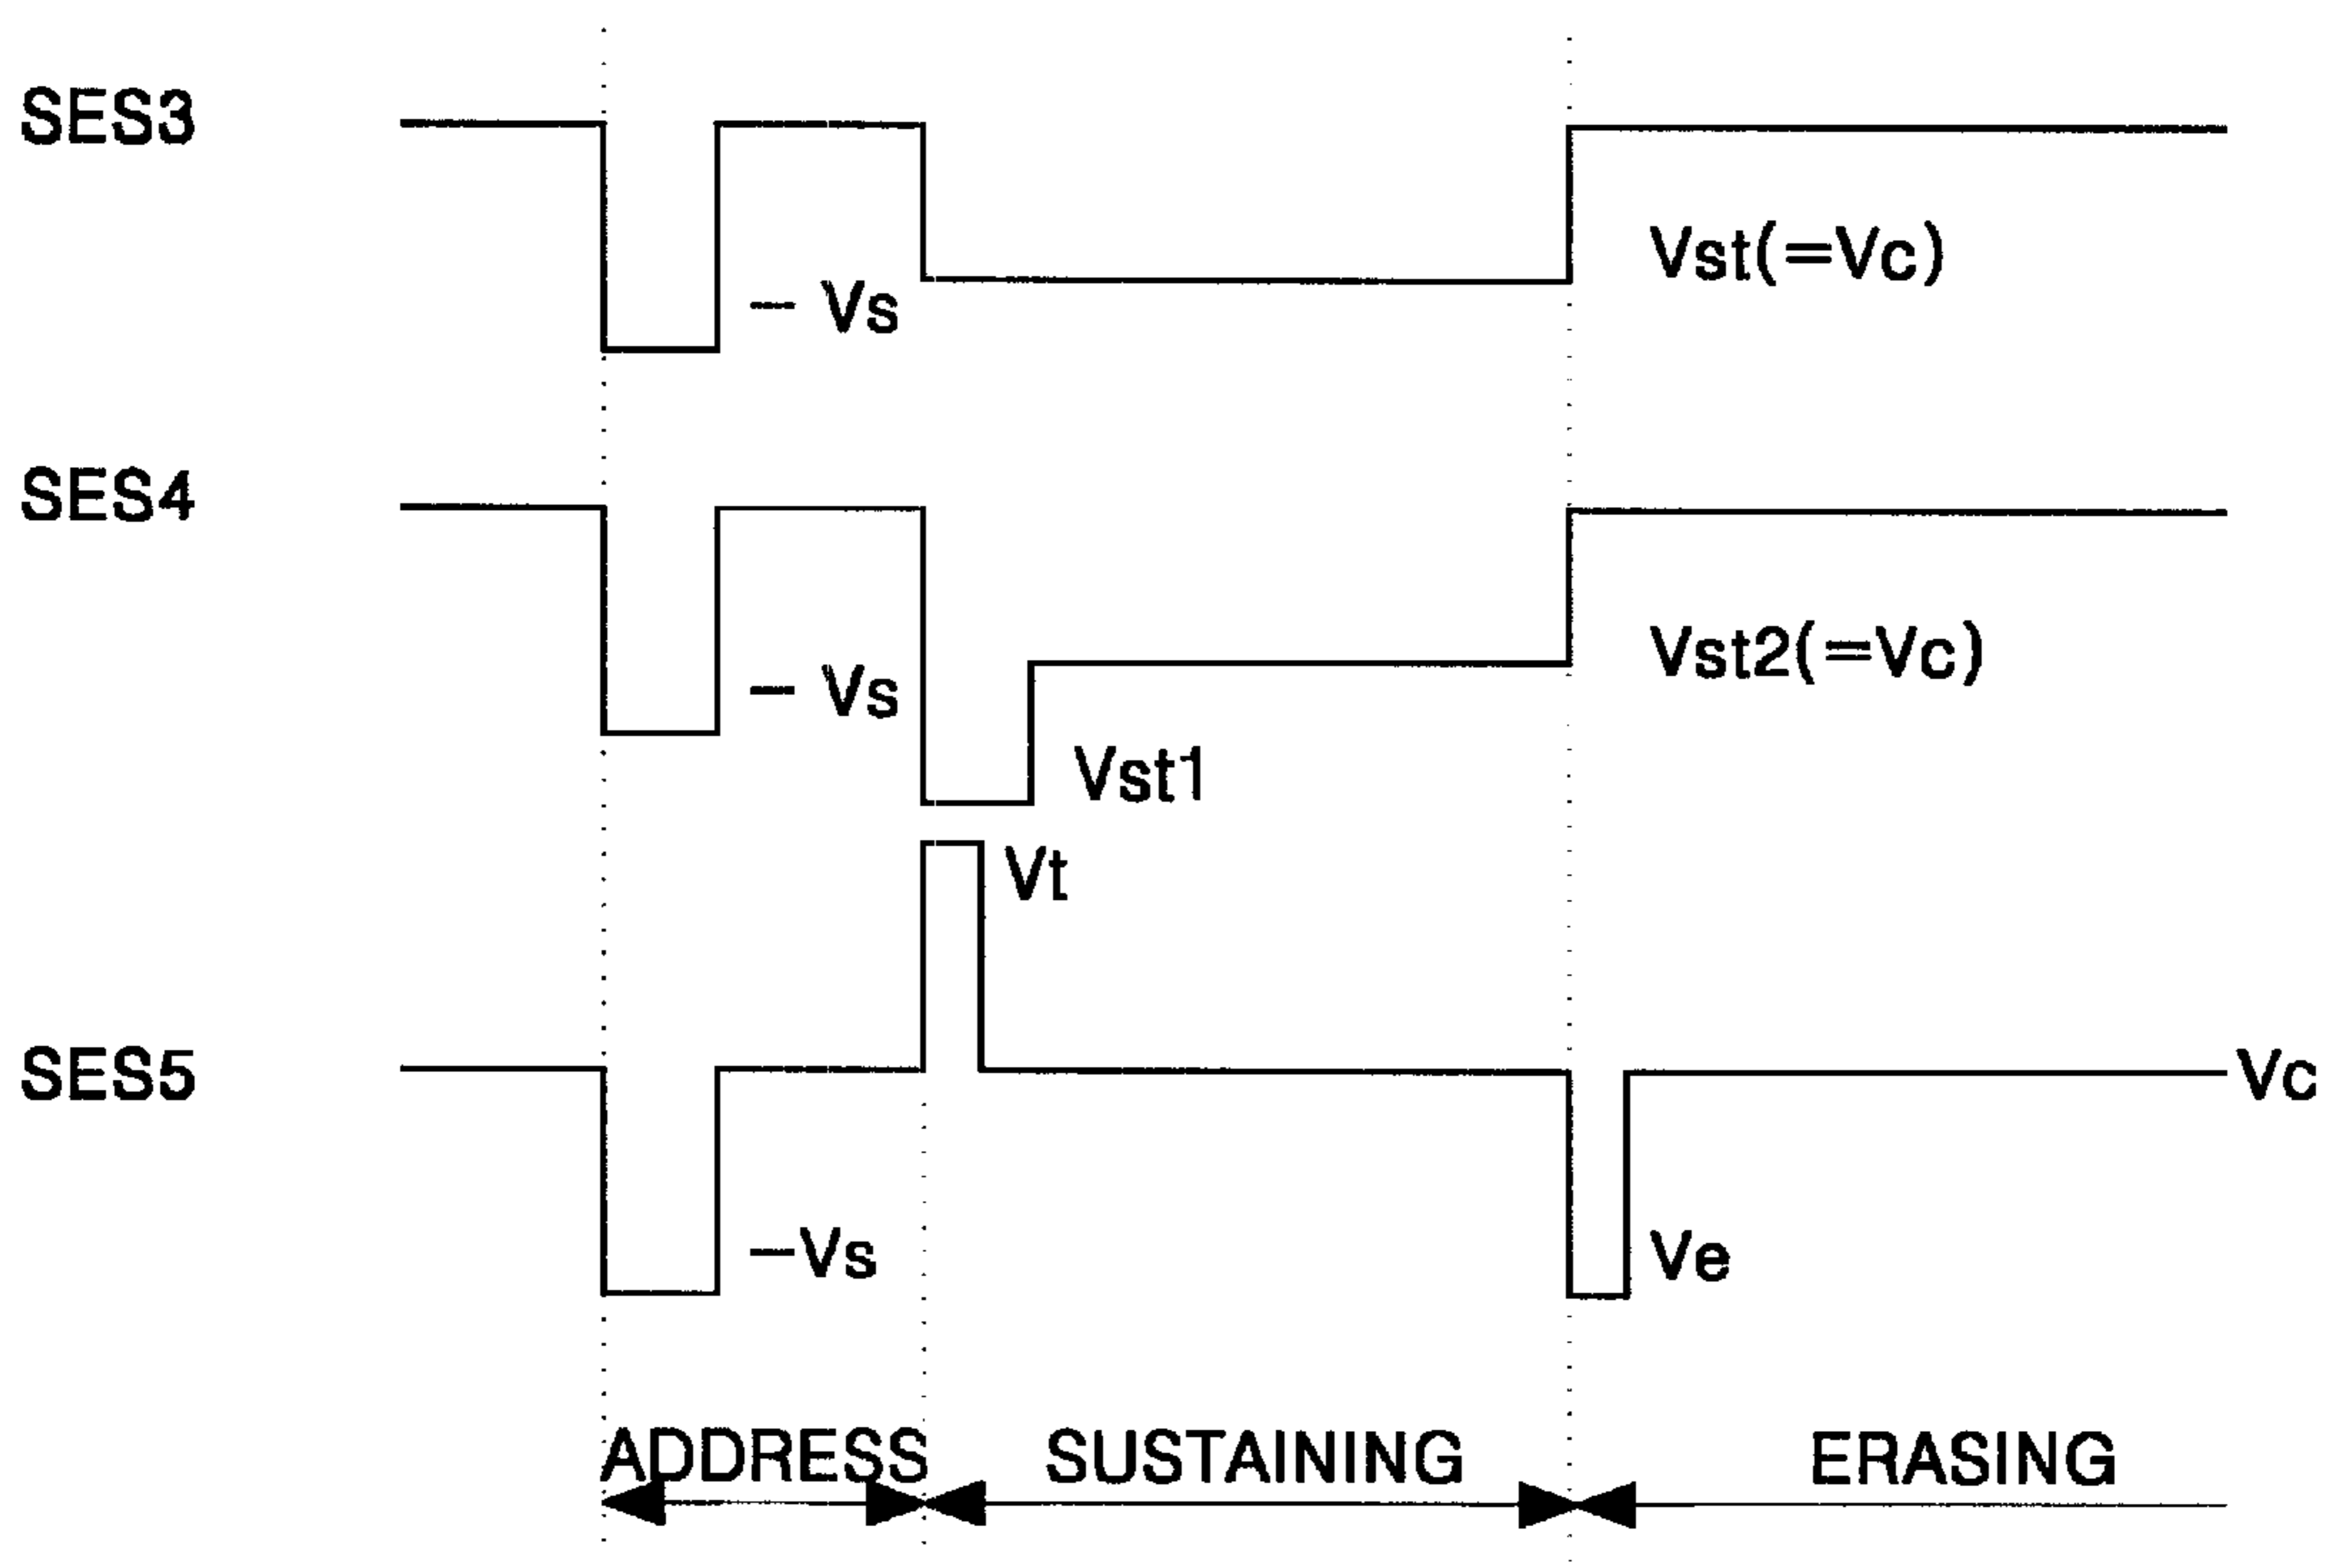 SES3
Vst(=Vc)
– Vs
SES4
Vst2(=Vc)
– Vs
Vst1
Vt
SES5
Vc
–Vs
Ve
ADDRESS
SUSTAINING
ERASING